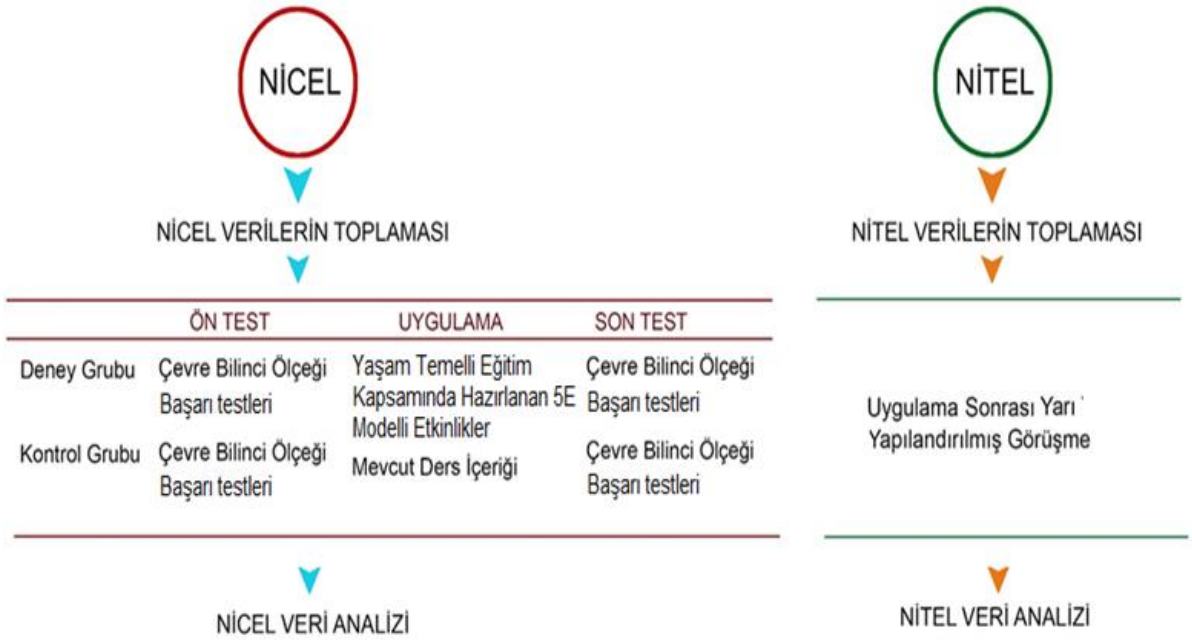 NİCEL
NİCEL VERİLERİN TOPLAMASI
ÖN TEST UYGULAMA SON TEST
Deney Grubu Çevre Bilinci Ölçeği Yaşam Temelli Eğitim Çevre Bilinci Ölçeği
Başarı testleri Kapsamında Hazırlanan 5E Başarı testleri
Modelli Etkinlikler
Kontrol Grubu Çevre Bilinci Ölçeği Mevcut Ders İçeriği Çevre Bilinci Ölçeği
Başarı testleri Başarı testleri
NİCEL VERİ ANALİZİ
NİTEL
NİTEL VERİLERİN TOPLAMASI
Uygulama Sonrası Yarı
Yapılandırılmış Görüşme
NİTEL VERİ ANALİZİ